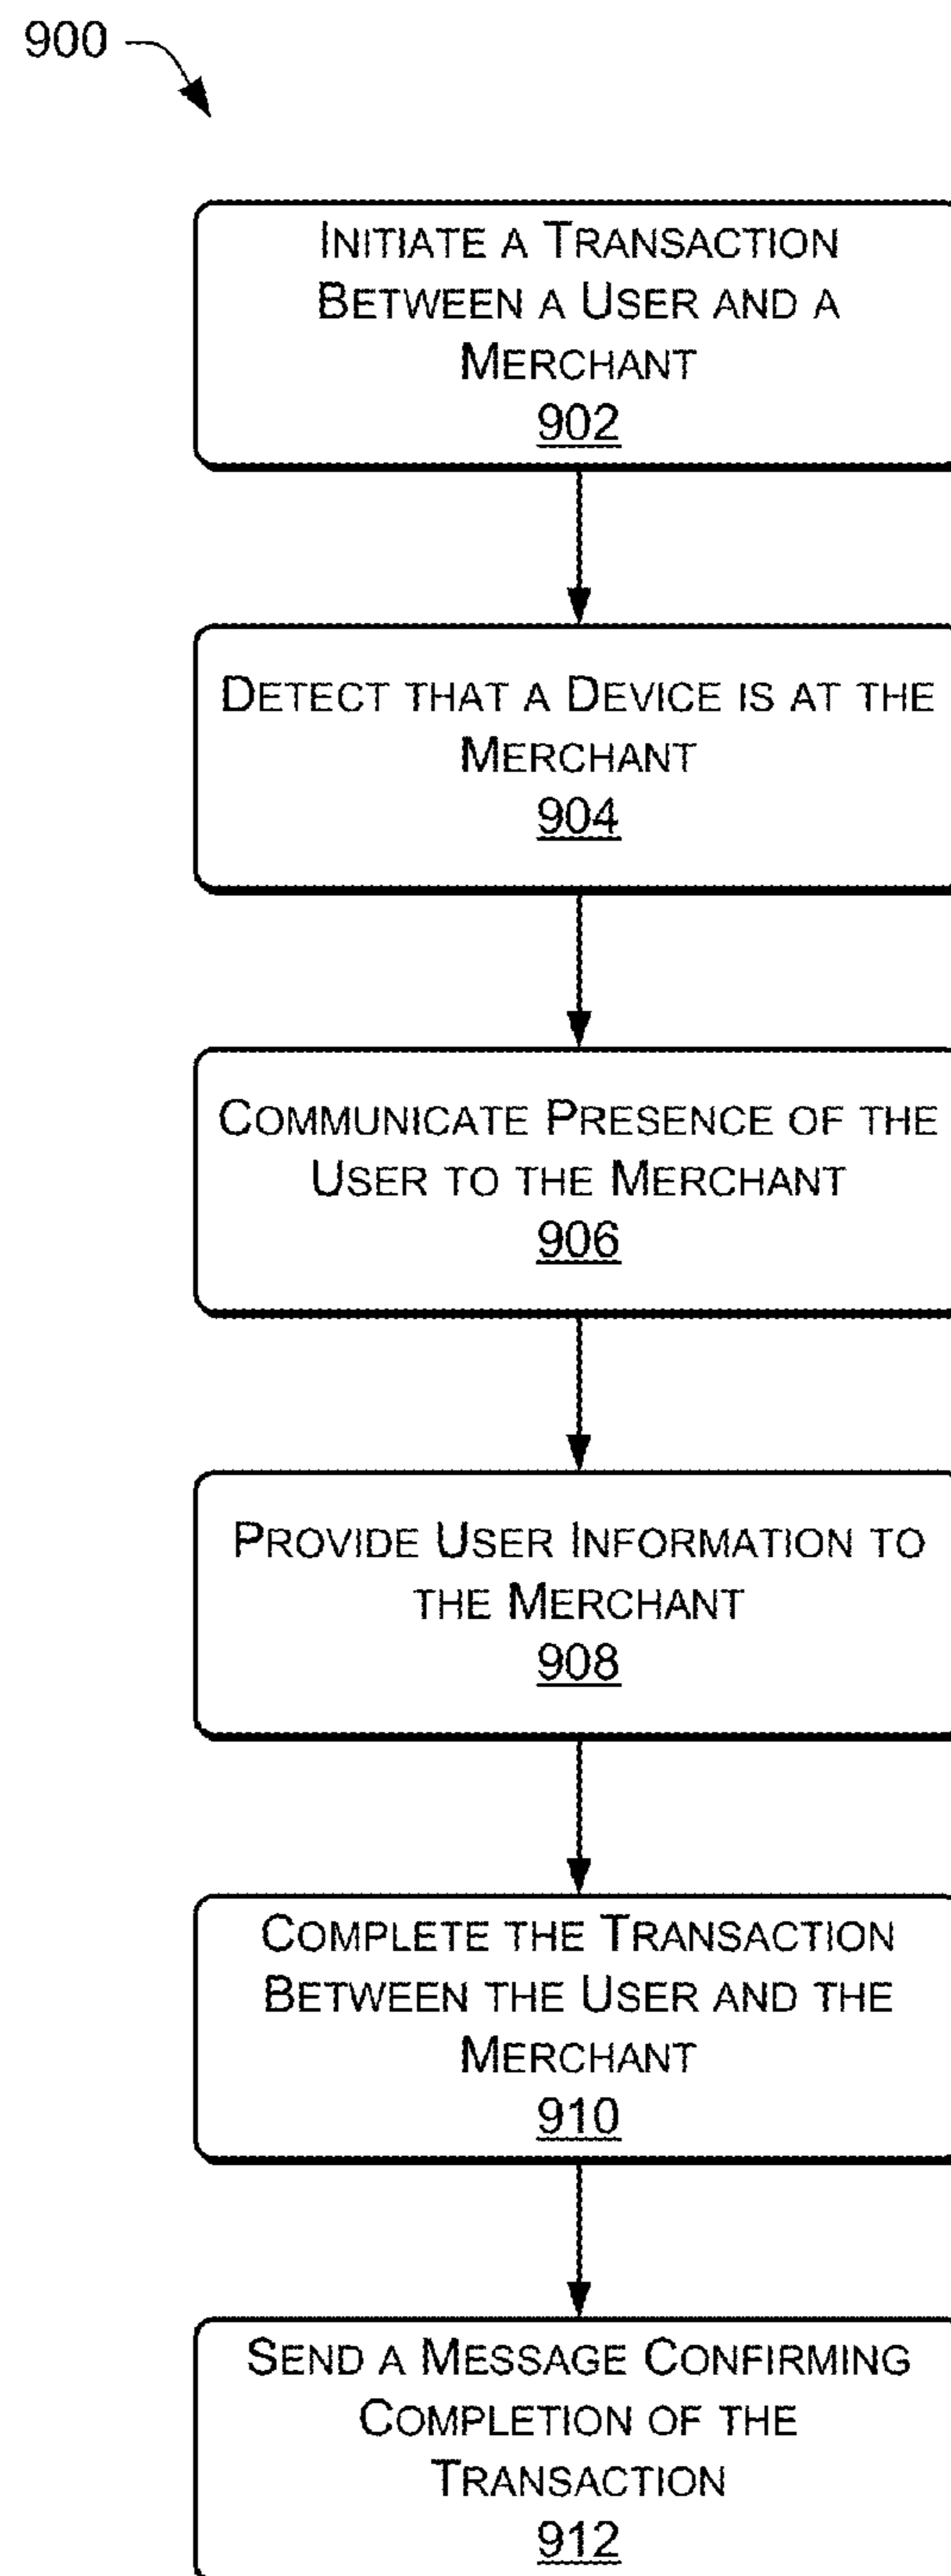 900
INITIATE A TRANSACTION
BETWEEN A USER AND A
MERCHANT
902
DETECT THAT A DEVICE IS AT THE
MERCHANT
904
COMMUNICATE PRESENCE OF THE
USER TO THE MERCHANT
906
PROVIDE USER INFORMATION TO
THE MERCHANT
908
COMPLETE THE TRANSACTION
BETWEEN THE USER AND THE
MERCHANT
910
SEND A MESSAGE CONFIRMING
COMPLETION OF THE
TRANSACTION
912